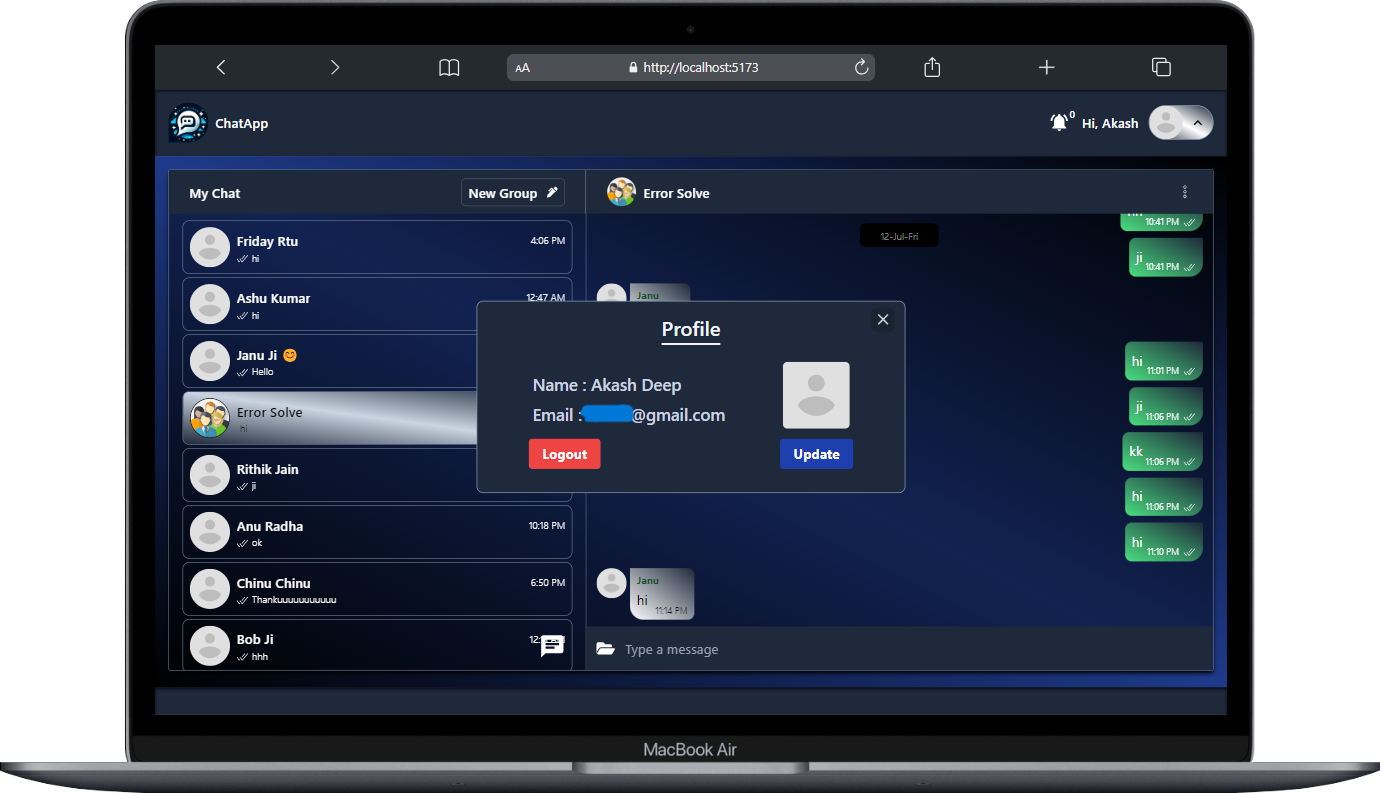 AA http://localhost:5173
ChatApp
0 Hi, Akash
My Chat
New Group
Friday Rtu 4:06 PM
hi
Ashu Kumar 12:47 AM
hi
Janu Ji 😊
Hello
Error Solve
hi
Rithik Jain
ji
Anu Radha 10:18 PM
ok
Chinu Chinu 6:50 PM
Thankuuuuuuuuuuu
Bob Ji
hhh
Error Solve
10:41 PM
12-Jul-Fri
ji 10:41 PM
Janu
hi 11:01 PM
ji 11:06 PM
kk 11:06 PM
hi 11:06 PM
hi 11:10 PM
Janu
hi 11:14 PM
Type a message
Profile
Name : Akash Deep
Email : @gmail.com
Logout
Update
MacBook Air